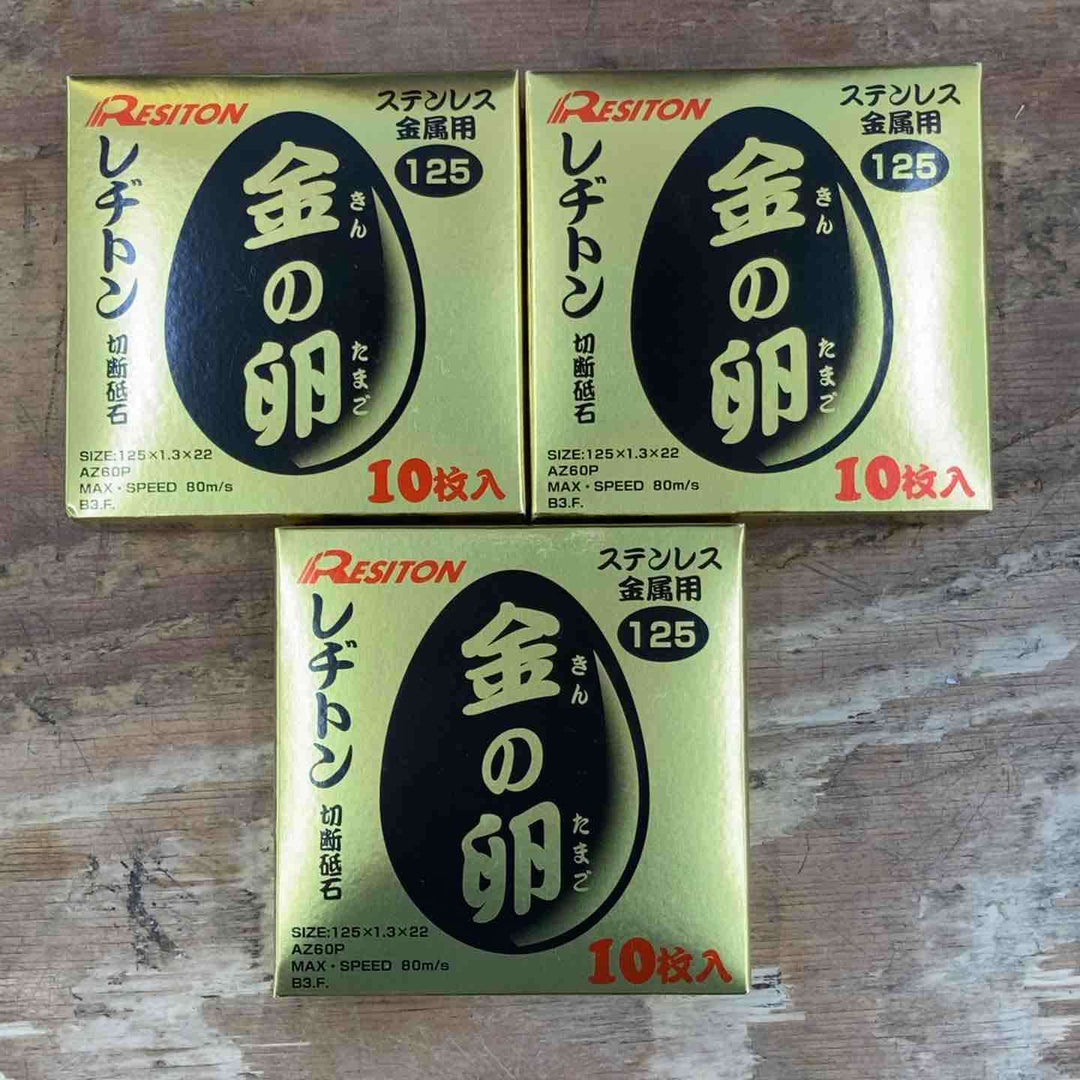 RESITON
レヂトン
切断砥石
金の卵
きん
たまご
ステンレス
金属用
125
SIZE:125×1.3×22
AZ60P
MAX・SPEED 80m/s
B3.F.
10枚入
RESITON
レヂトン
切断砥石
金の卵
きん
たまご
ステンレス
金属用
125
SIZE:125×1.3×22
AZ60P
MAX・SPEED 80m/s
B3.F.
10枚入
RESITON
レヂトン
切断砥石
金の卵
きん
たまご
ステンレス
金属用
125
SIZE:125×1.3×22
AZ60P
MAX・SPEED 80m/s
B3.F.
10枚入